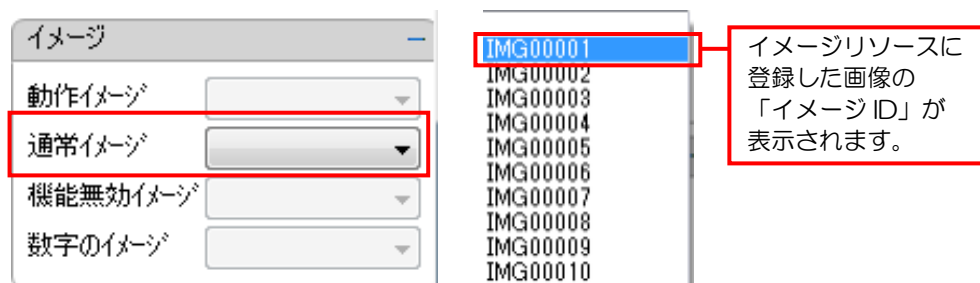 イメージ
動作イメージ
通常イメージ
機能無効イメージ
数字のイメージ
IMG00001
IMG00002
IMG00003
IMG00004
IMG00005
IMG00006
IMG00007
IMG00008
IMG00009
IMG00010
イメージリソースに
登録した画像の
「イメージ ID」が
表示されます。